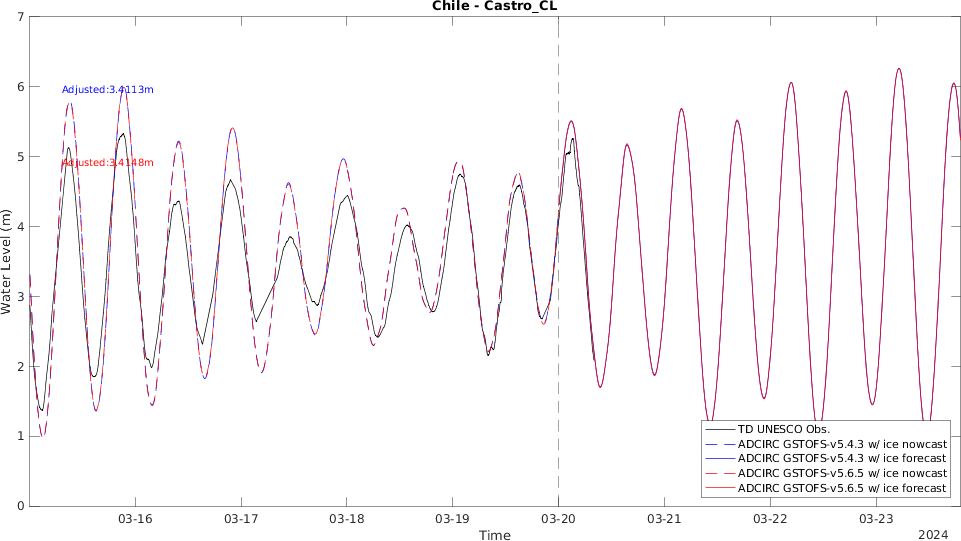 Chile - Castro_CL
7
6
5
4
3
2
1
0
Water Level (m)
Adjusted:3.4113m
Adjusted:3.4148m
TD UNESCO Obs.
ADCIRC GSTOFS-v5.4.3 w/ ice nowcast
ADCIRC GSTOFS-v5.4.3 w/ ice forecast
ADCIRC GSTOFS-v5.6.5 w/ ice nowcast
ADCIRC GSTOFS-v5.6.5 w/ ice forecast
03-16 03-17 03-18 03-19 03-20 03-21 03-22 03-23
Time
2024